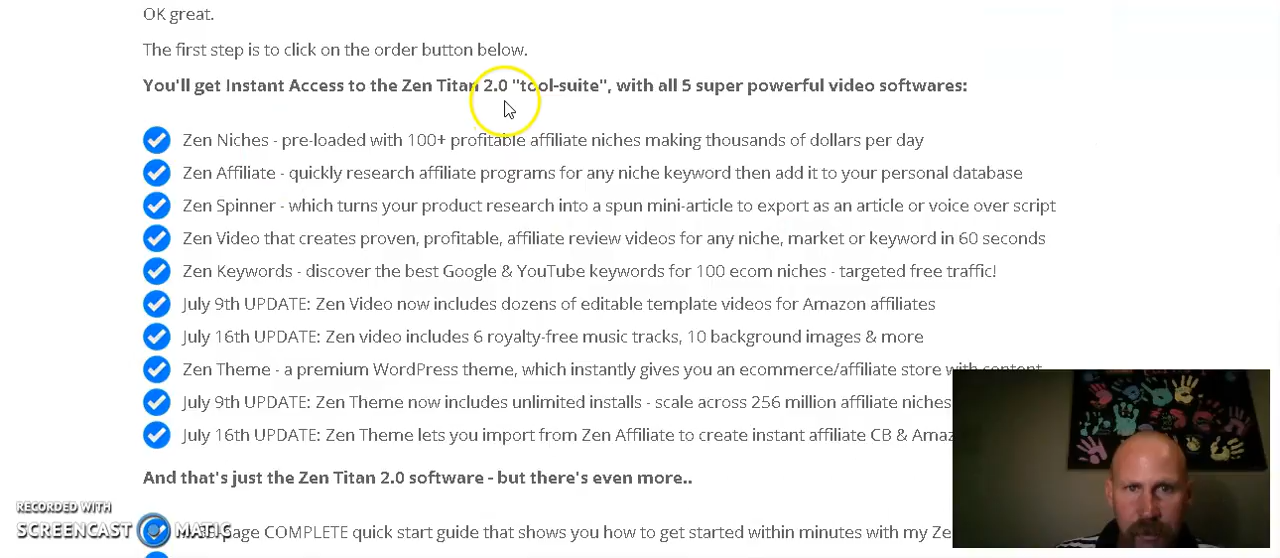 OK great.
The first step is to click on the order button below.
You'll get Instant Access to the Zen Titan 2.0 "tool-suite", with all 5 super powerful video softwares:
Zen Niches - pre-loaded with 100+ profitable affiliate niches making thousands of dollars per day
Zen Affiliate - quickly research affiliate programs for any niche keyword then add it to your personal database
Zen Spinner - which turns your product research into a spun mini-article to export as an article or voice over script
Zen Video that creates proven, profitable, affiliate review videos for any niche, market or keyword in 60 seconds
Zen Keywords - discover the best Google & YouTube keywords for 100 ecom niches - targeted free traffic!
July 9th UPDATE: Zen Video now includes dozens of editable template videos for Amazon affiliates
July 16th UPDATE: Zen video includes 6 royalty-free music tracks, 10 background images & more
Zen Theme - a premium WordPress theme, which instantly gives you an ecommerce/affiliate store with content
July 9th UPDATE: Zen Theme now includes unlimited installs - scale across 256 million affiliate niches
July 16th UPDATE: Zen Theme lets you import from Zen Affiliate to create instant affiliate CB &
And that's just the Zen Titan 2.0 software - but there's even more..
RECORDED WITH
SCREENCAST MATIC
page COMPLETE quick start guide that shows you how to get started within minutes with my